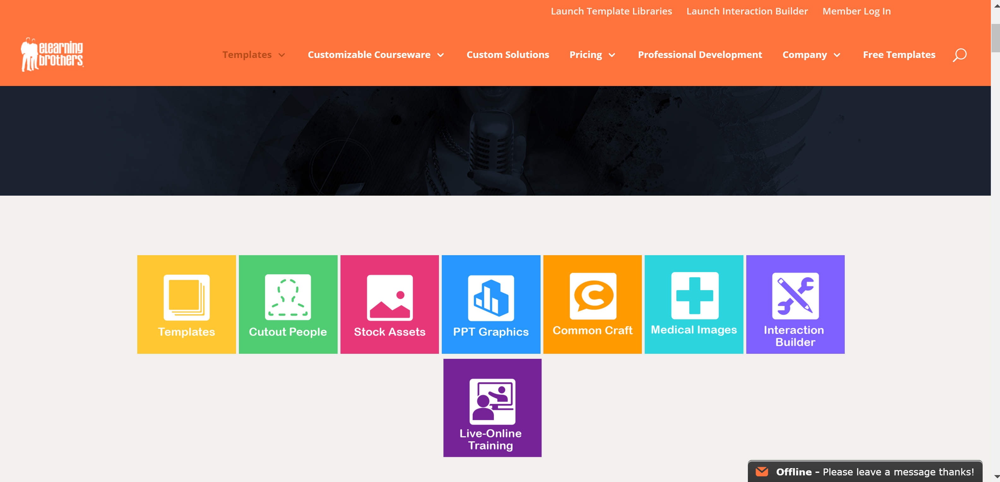 Launch Template Libraries Launch Interaction Builder Member Log In
elearning
brothers
Templates Customizable Courseware Custom Solutions Pricing Professional Development Company Free Templates
Templates Cutout People Stock Assets PPT Graphics Common Craft Medical Images Interaction
Builder
Live-Online
Training
Offline - Please leave a message thanks!